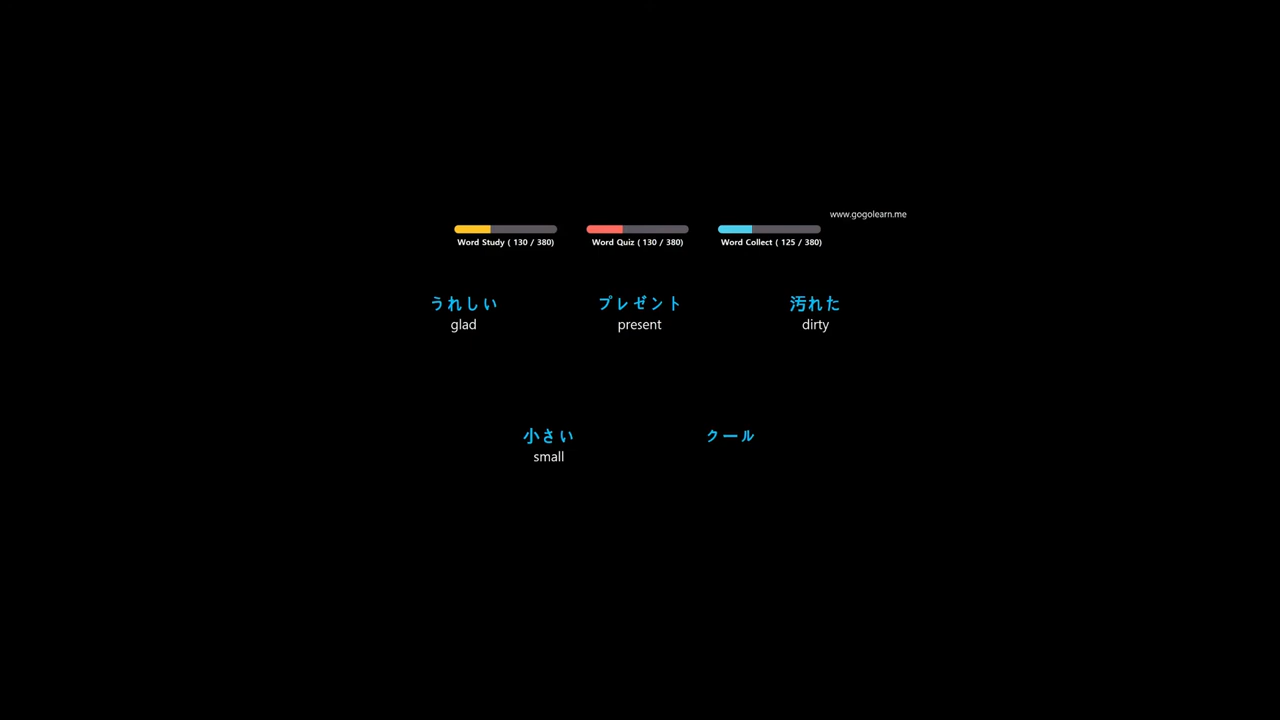 www.gogolearn.me
Word Study ( 130 / 380) Word Quiz ( 130 / 380) Word Collect ( 125 / 380)
うれしい プレゼント 汚れた
glad present dirty
小さい クール
small